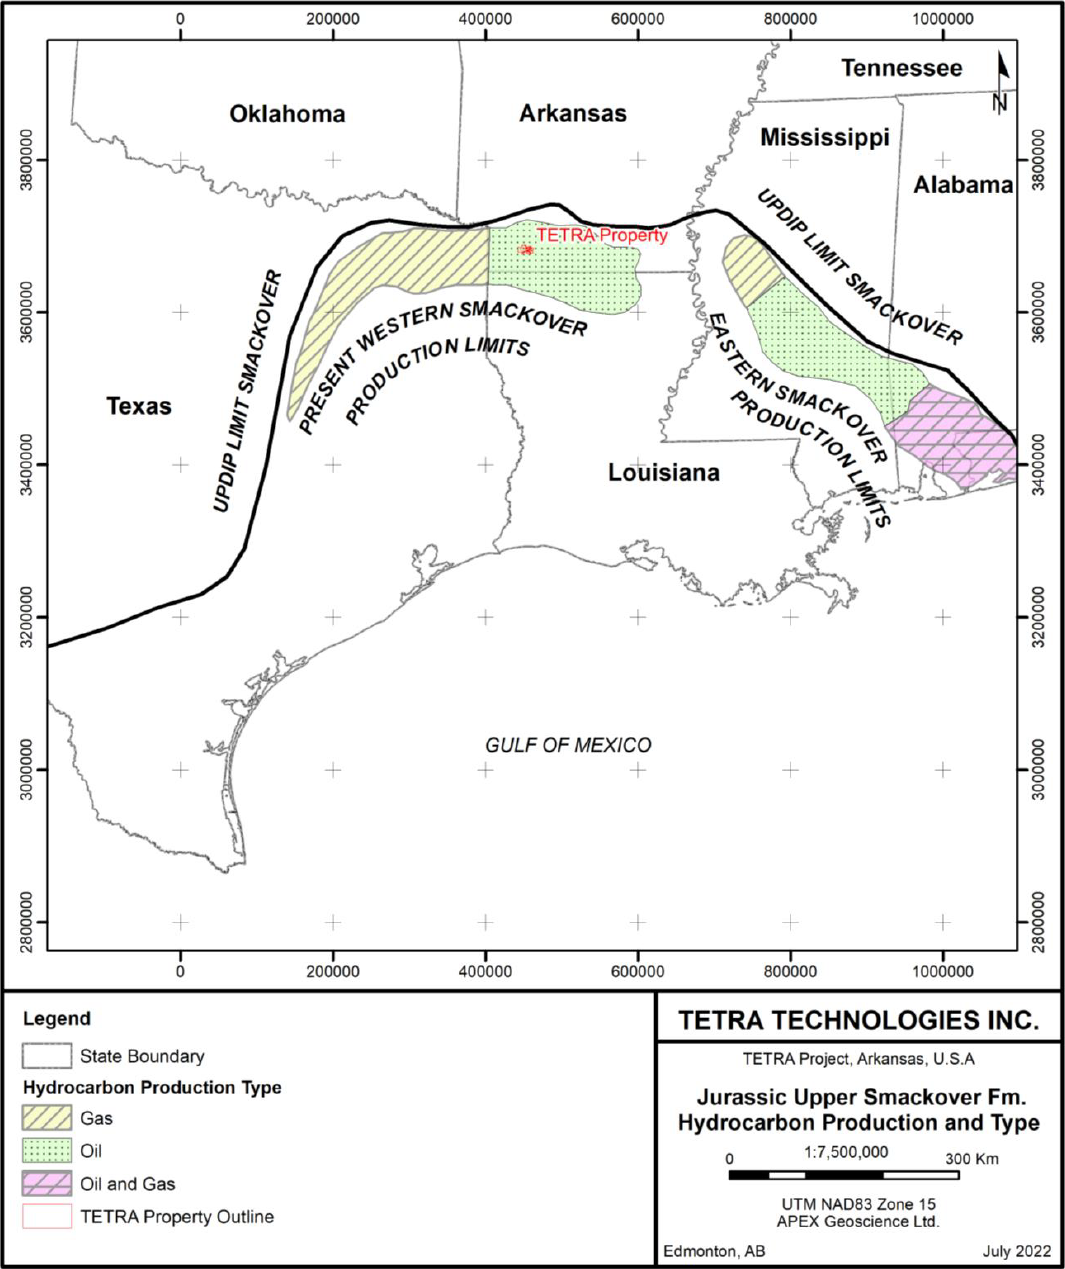 0 200000 400000 600000 800000 1000000
Tennessee
Oklahoma
Arkansas
N
Mississippi
Alabama
3800000
3800000
UPDIP LIMIT SMACKOVER
TETRA Property
3600000
3600000
UPDIP LIMIT SMACKOVER
PRESENT WESTERN SMACKOVER
PRODUCTION LIMITS
EASTERN SMACKOVER
PRODUCTION LIMITS
Texas
Louisiana
3400000
3400000
3200000
3200000
GULF OF MEXICO
3000000
3000000
2800000
2800000
0 200000 400000 600000 800000 1000000
Legend
State Boundary
Hydrocarbon Production Type
Gas
Oil
Oil and Gas
TETRA Property Outline
TETRA TECHNOLOGIES INC.
TETRA Project, Arkansas, U.S.A
Jurassic Upper Smackover Fm.
Hydrocarbon Production and Type
1:7,500,000
0 300 Km
UTM NAD83 Zone 15
APEX Geoscience Ltd.
Edmonton, AB July 2022